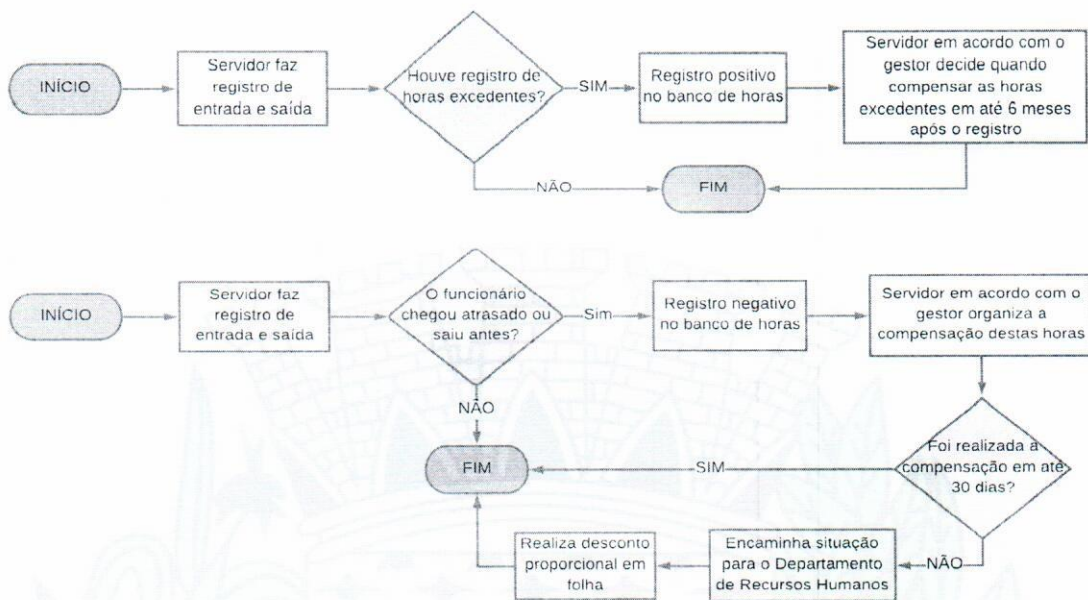 INÍCIO
Servidor faz
registro de
entrada e saída
Houve registro de
horas excedentes?
SIM
Registro positivo
no banco de horas
Servidor em acordo com o
gestor decide quando
compensar as horas
excedentes em até 6 meses
após o registro
NÃO
FIM
INÍCIO
Servidor faz
registro de
entrada e saída
O funcionário
chegou atrasado ou
saiu antes?
Sim
Registro negativo
no banco de horas
Servidor em acordo com o
gestor organiza a
compensação destas horas
NÃO
FIM
SIM
Foi realizada a
compensação em até
30 dias?
NÃO
Encaminha situação
para o Departamento
de Recursos Humanos
Realiza desconto
proporcional em
folha